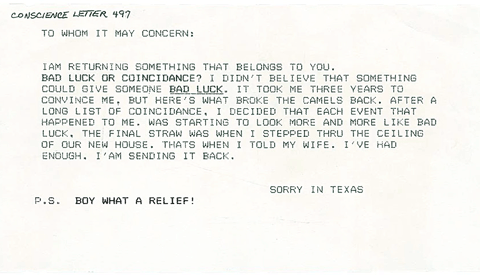 CONSCIENCE LETTER 497
TO WHOM IT MAY CONCERN:
IAM RETURNING SOMETHING THAT BELONGS TO YOU.
BAD LUCK OR COINCIDANCE? I DIDN'T BELIEVE THAT SOMETHING
COULD GIVE SOMEONE BAD LUCK. IT TOOK ME THREE YEARS TO
CONVINCE ME, BUT HERE'S WHAT BROKE THE CAMELS BACK. AFTER A
LONG LIST OF COINCIDANCE, I DECIDED THAT EACH EVENT THAT
HAPPENED TO ME, WAS STARTING TO LOOK MORE AND MORE LIKE BAD
LUCK, THE FINAL STRAW WAS WHEN I STEPPED THRU THE CEILING
OF OUR NEW HOUSE. THATS WHEN I TOLD MY WIFE. I'VE HAD
ENOUGH. I'AM SENDING IT BACK.
SORRY IN TEXAS
P.S. BOY WHAT A RELIEF!